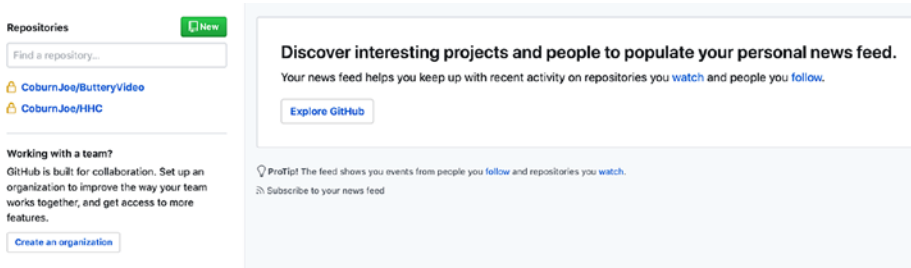 Repositories
New
Find a repository...
CoburnJoe/ButteryVideo
CoburnJoe/HHC
Working with a team?
GitHub is built for collaboration. Set up an
organization to improve the way your team
works together, and get access to more
features.
Create an organization
Discover interesting projects and people to populate your personal news feed.
Your news feed helps you keep up with recent activity on repositories you watch and people you follow.
Explore GitHub
ProTip! The feed shows you events from people you follow and repositories you watch.
Subscribe to your news feed